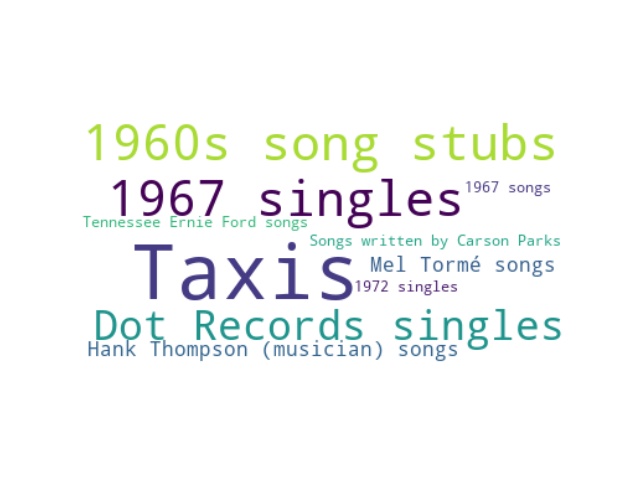 1960s song stubs
1967 singles
1967 songs
Tennessee Ernie Ford songs
Songs written by Carson Parks
Taxis
Mel Tormé songs
1972 singles
Dot Records singles
Hank Thompson (musician) songs